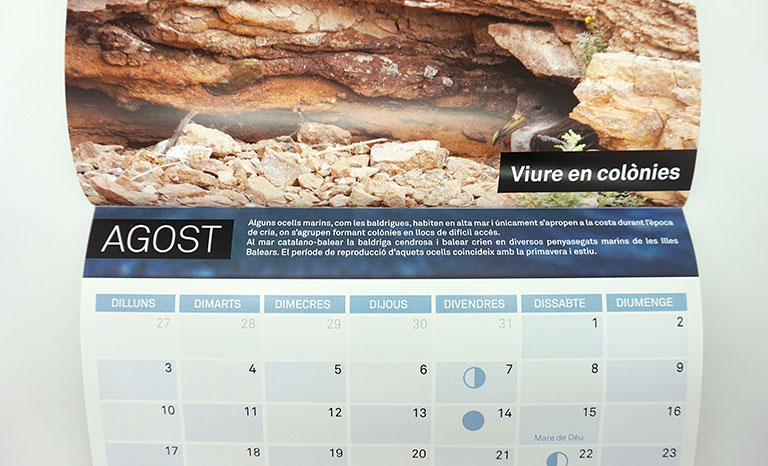 Viure en colònies
AGOST
Alguns ocells marins, com les baldrigues, habiten en alta mar i únicament s'apropen a la costa durant l'època
de cria, on s'agrupen formant colònies en llocs de difícil accés.
Al mar catalano-balear la baldriga cendrosa i balear crien en diversos penyasegats marins de les Illes
Balears. El període de reproducció d'aquets ocells coincideix amb la primavera i estiu.
DILLUNS DIMARTS DIMECRES DIJOUS DIVENDRES DISSABTE DIUMENGE
27 28 29 30 31 1 2
3 4 5 6 7 8 9
10 11 12 13 14 15 16
Mare de Déu
17 18 19 20 21 22 23